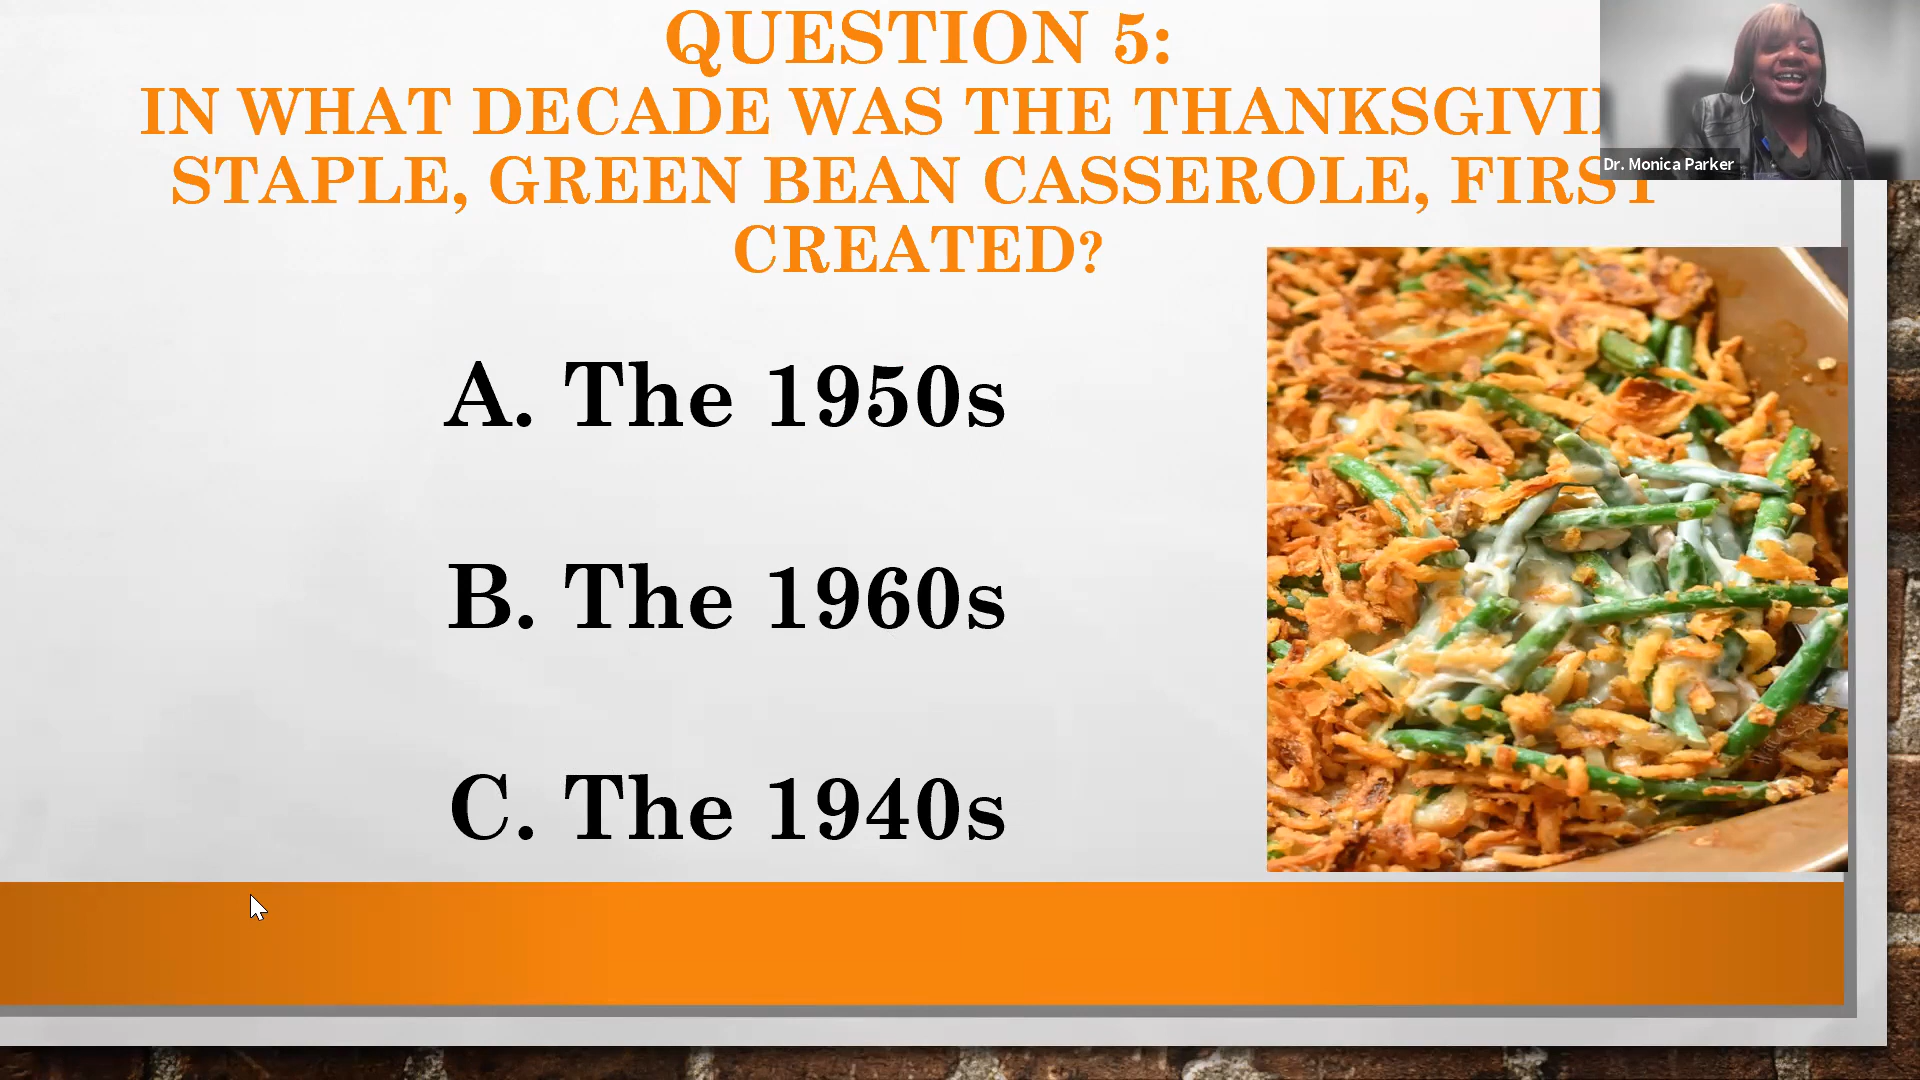 QUESTION 5:
IN WHAT DECADE WAS THE
STAPLE, GREEN BEAN CASSEROLE, FIRST
CREATED?
A. The 1950s
B. The 1960s
C. The 1940s
Dr. Monica Parker